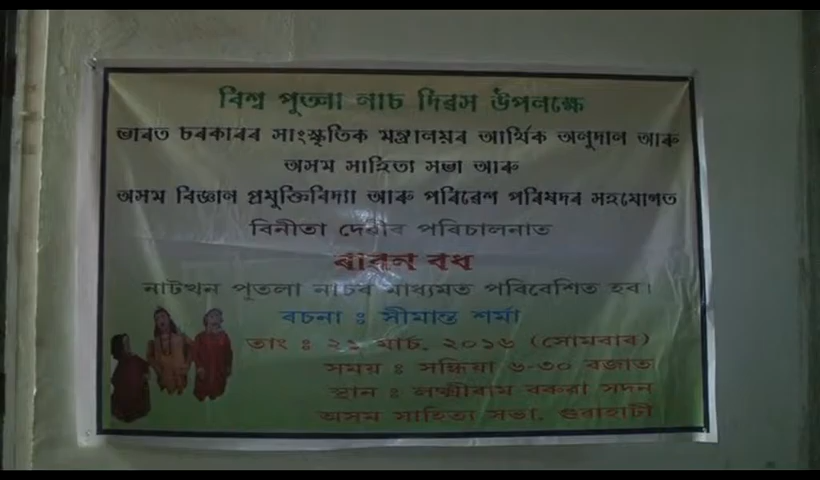 বিশ্ব পুতলা নাচ দিৱস উপলক্ষে
ভাৰত চৰকাৰৰ সাংস্কৃতিক মন্ত্ৰালয়ৰ আৰ্থিক অনুদান আৰু
অসম সাহিত্য সভা আৰু
অসম বিজ্ঞান প্ৰযুক্তিবিদ্যা আৰু পৰিৱেশ পৰিষদৰ সহযোগত
বিনীতা দেৱীৰ পৰিচালনাত
ৰাৱন বধ
নাটখন পুতলা নাচৰ মাধ্যমত পৰিবেশিত হব।
ৰচনা ঃ সীমান্ত শৰ্মা
তাং ঃ ২১ মাৰ্চ, ২০১৬ (সোমবাৰ)
সময় ঃ সন্ধিয়া ৬-৩০ বজাত
স্থান ঃ লক্ষ্মীৰাম বৰুৱা সদন
অসম সাহিত্য সভা, গুৱাহাটী